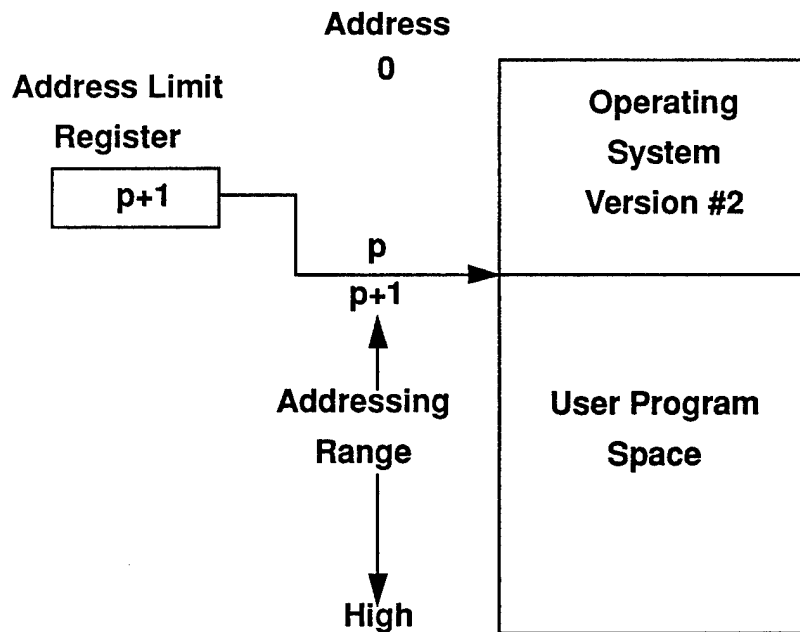 Address
0
Address Limit
Register
p+1
Operating
System
Version #2
p
p+1
Addressing
Range
User Program
Space
High